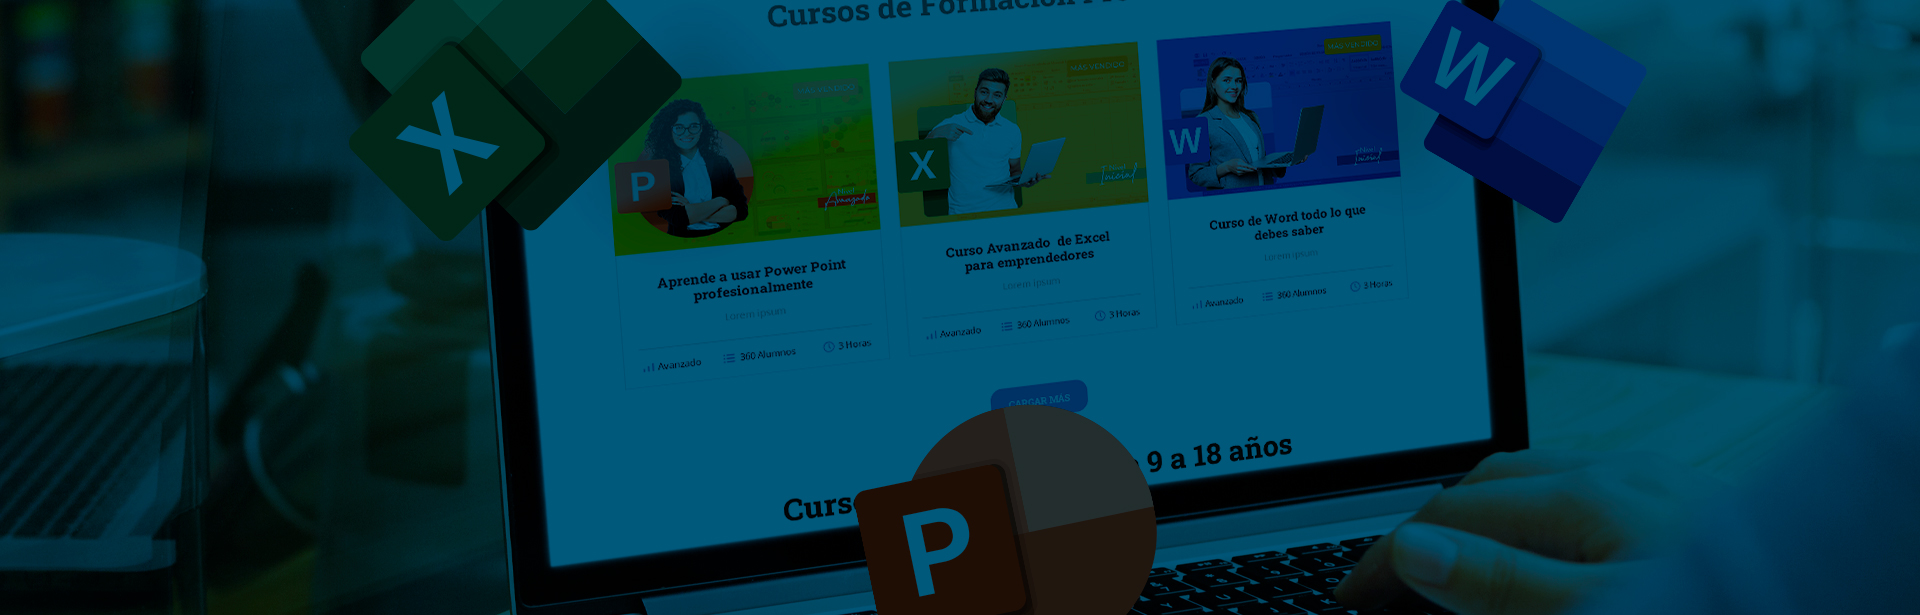 Cursos de Formación
X
W
MÁS VENDIDO
MÁS VENDIDO
MÁS VENDIDO
P
X
W
Nivel
Avanzado
Nivel
Inicial
Nivel
Inicial
Aprende a usar Power Point
profesionalmente
Lorem ipsum
Avanzado 360 Alumnos 3 Horas
Curso Avanzado de Excel
para emprendedores
Lorem ipsum
Avanzado 360 Alumnos 3 Horas
Curso de Word todo lo que
debes saber
Lorem ipsum
Avanzado 360 Alumnos 3 Horas
CARGAR MÁS
Curs 9 a 18 años
P